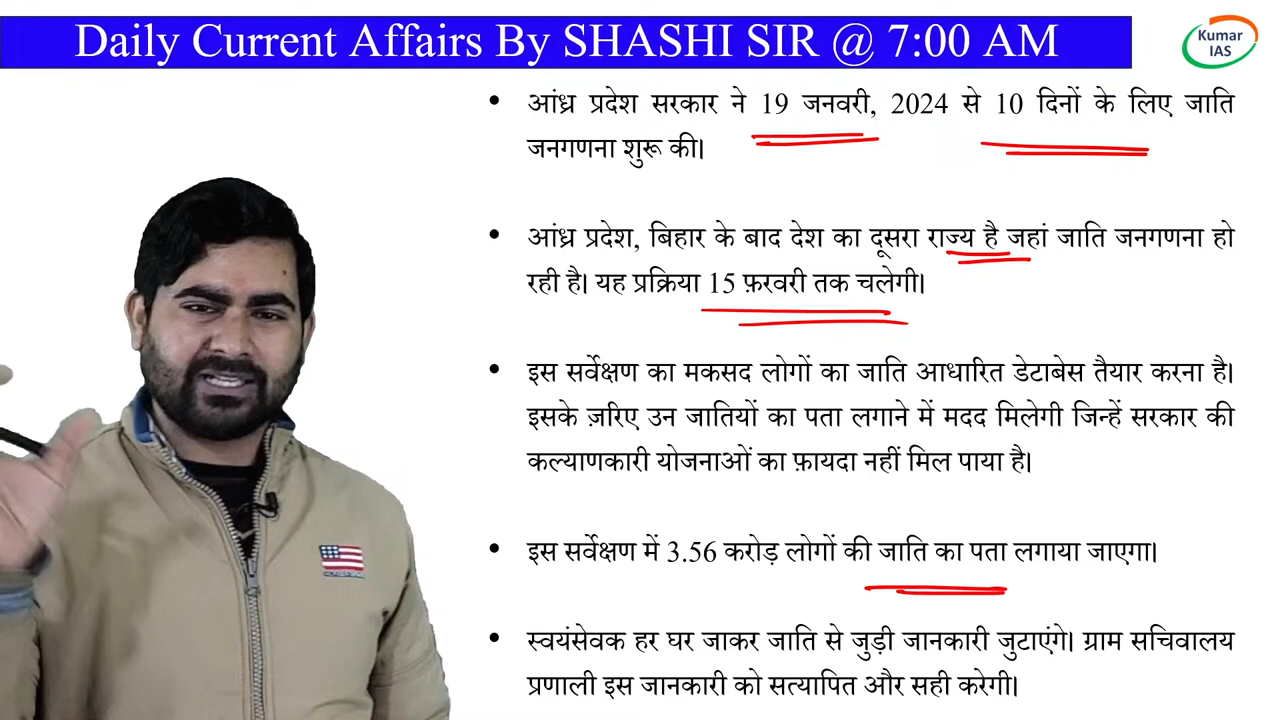 Daily Current Affairs By SHASHI SIR @ 7:00 AM
Kumar
IAS
• आंध्र प्रदेश सरकार ने 19 जनवरी, 2024 से 10 दिनों के लिए जाति
जनगणना शुरू की।
• आंध्र प्रदेश, बिहार के बाद देश का दूसरा राज्य है जहां जाति जनगणना हो
रही है। यह प्रक्रिया 15 फ़रवरी तक चलेगी।
• इस सर्वेक्षण का मकसद लोगों का जाति आधारित डेटाबेस तैयार करना है।
इसके ज़रिए उन जातियों का पता लगाने में मदद मिलेगी जिन्हें सरकार की
कल्याणकारी योजनाओं का फ़ायदा नहीं मिल पाया है।
• इस सर्वेक्षण में 3.56 करोड़ लोगों की जाति का पता लगाया जाएगा।
• स्वयंसेवक हर घर जाकर जाति से जुड़ी जानकारी जुटाएंगे। ग्राम सचिवालय
प्रणाली इस जानकारी को सत्यापित और सही करेगी।